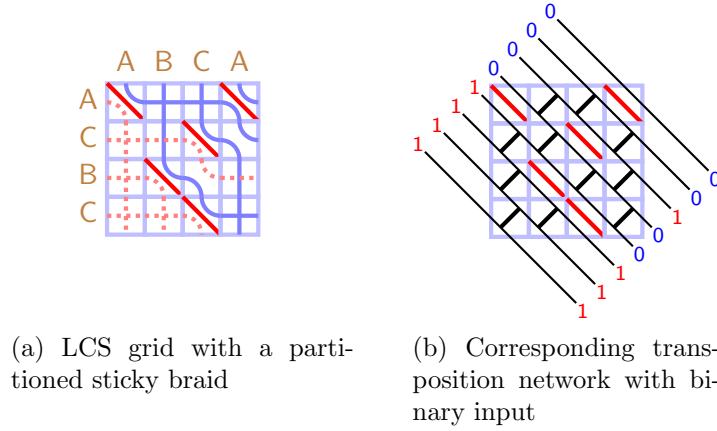 A B C A
A
C
B
C
0
0
0
0
1
1
1
1
0
0
1
0
0
1
1
1
(a) LCS grid with a parti-
tioned sticky braid
(b) Corresponding trans-
position network with bi-
nary input